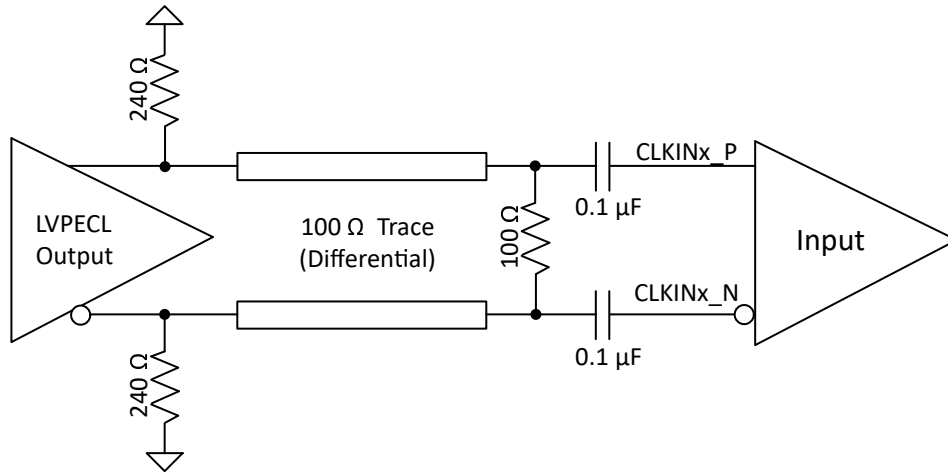 240 Ω
CLKINx_P
0.1 µF
LVPECL
Output
100 Ω Trace
(Differential)
100 Ω
Input
CLKINx_N
0.1 µF
240 Ω